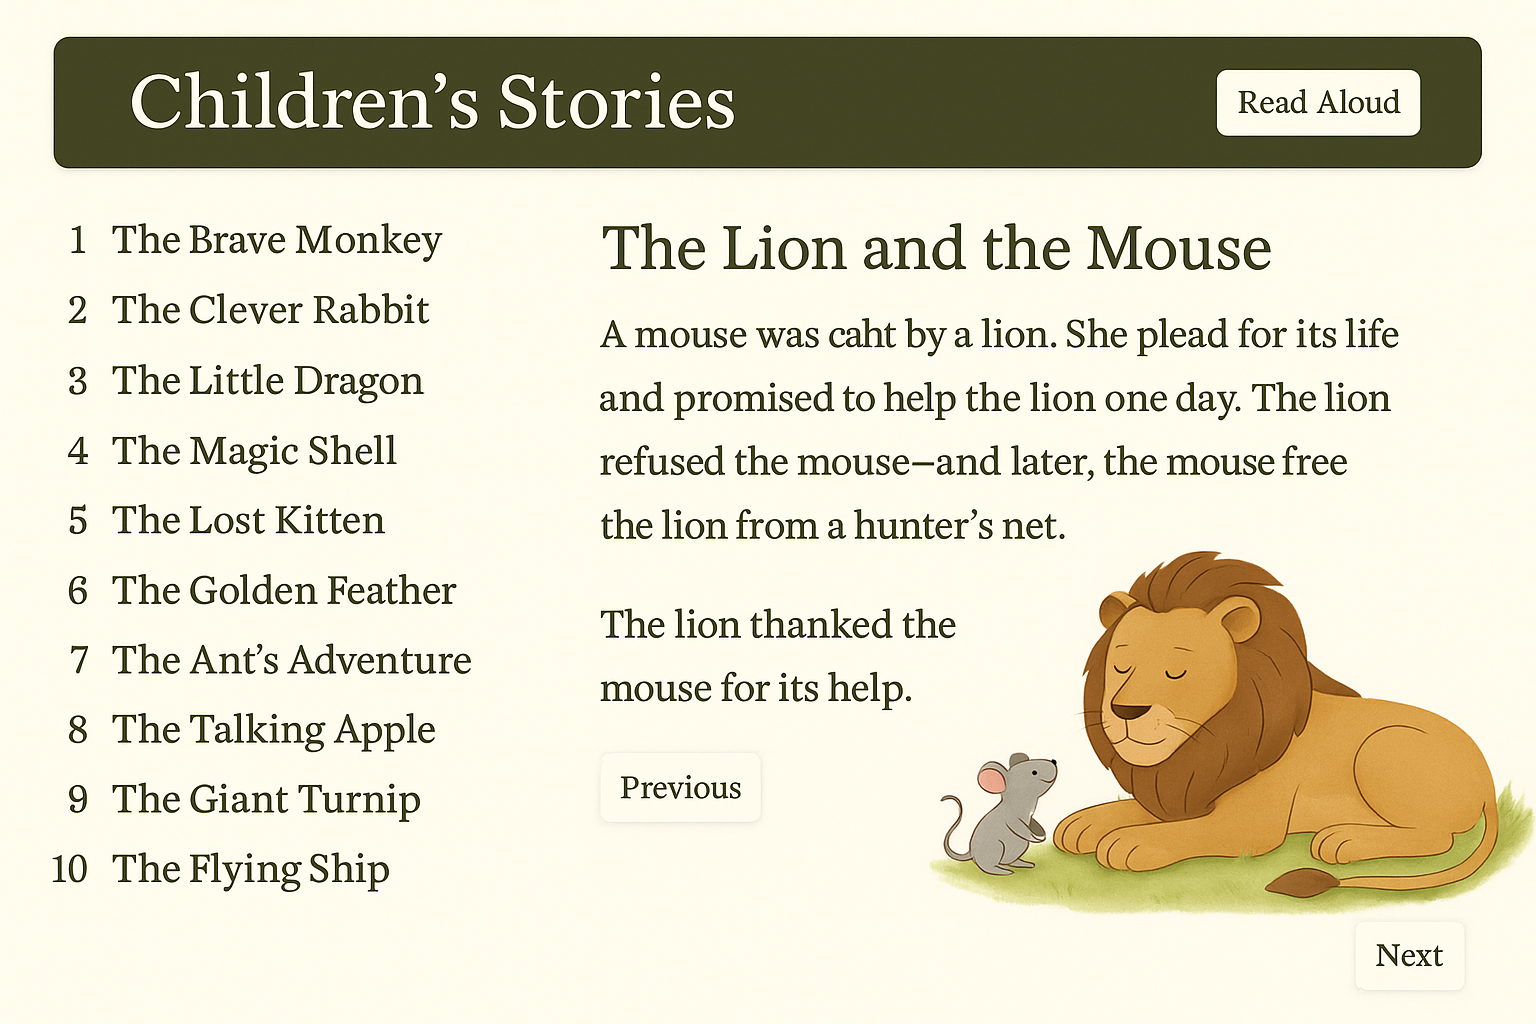 Children's Stories
Read Aloud
1 The Brave Monkey
2 The Clever Rabbit
3 The Little Dragon
4 The Magic Shell
5 The Lost Kitten
6 The Golden Feather
7 The Ant's Adventure
8 The Talking Apple
9 The Giant Turnip
10 The Flying Ship
The Lion and the Mouse
A mouse was caht by a lion. She plead for its life
and promised to help the lion one day. The lion
refused the mouse—and later, the mouse free
the lion from a hunter's net.
The lion thanked the
mouse for its help.
Previous
Next